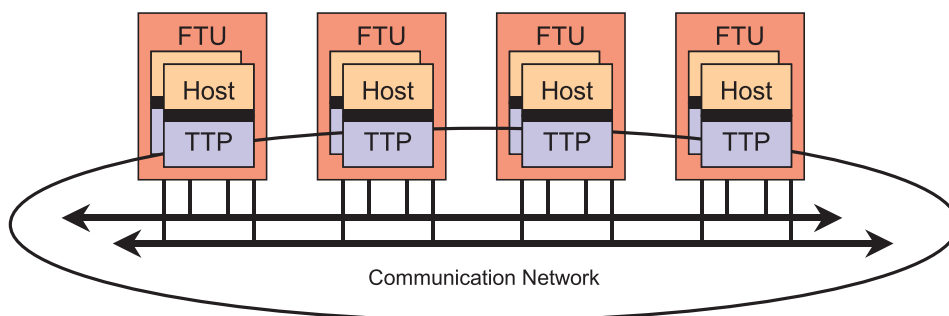 FTU FTU FTU FTU
Host Host Host Host
TTP TTP TTP TTP
Communication Network